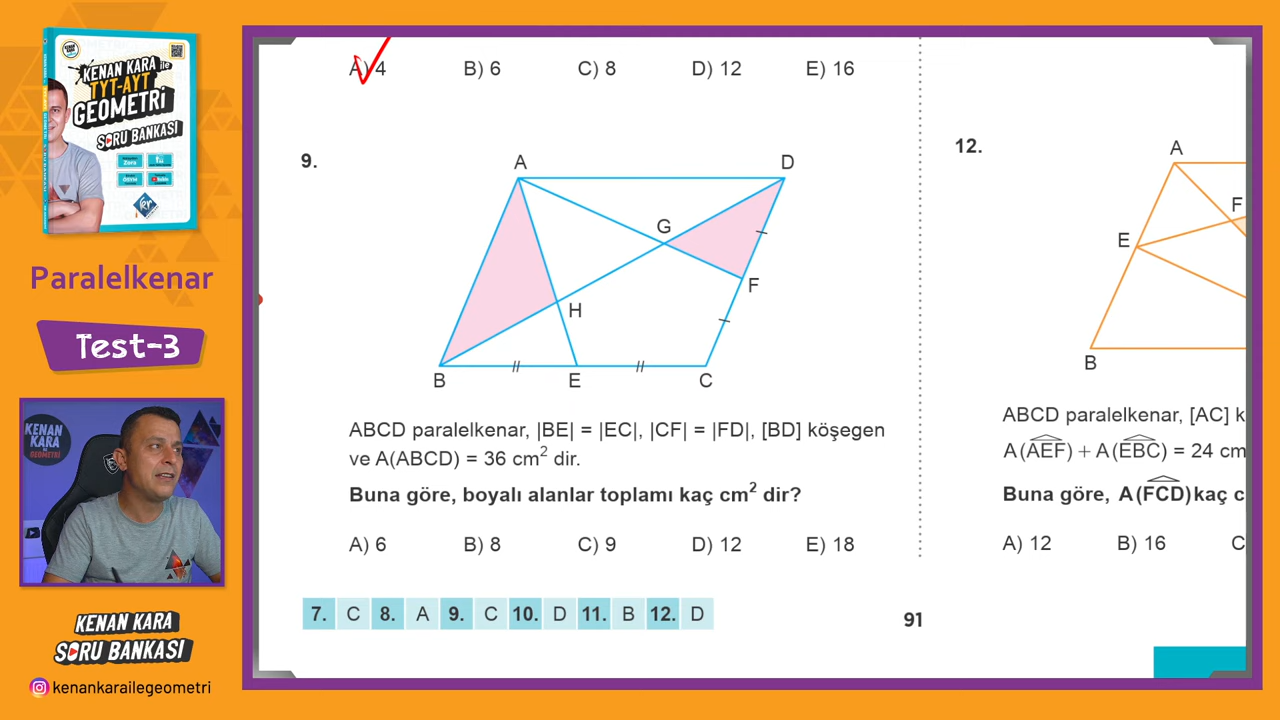 KENAN KARA ile
TYT-AYT
GEOMETRİ
SORU BANKASI
Paralelkenar
Test-3
KENAN
KARA
KENAN KARA
SORU BANKASI
kenankarailegeometri
A) 4 B) 6 C) 8 D) 12 E) 16
9.
A
D
G
F
H
B
E
C
ABCD paralelkenar, |BE| = |EC|, |CF| = |FD|, [BD] köşegen
ve A(ABCD) = 36 cm² dir.
Buna göre, boyalı alanlar toplamı kaç cm² dir?
A) 6 B) 8 C) 9 D) 12 E) 18
7. C 8. A 9. C 10. D 11. B 12. D
91
12.
A
F
E
B
ABCD paralelkenar, [AC] k
A(AEF) + A(EBC) = 24 cm
Buna göre, A(FCD) kaç c
A) 12 B) 16 C